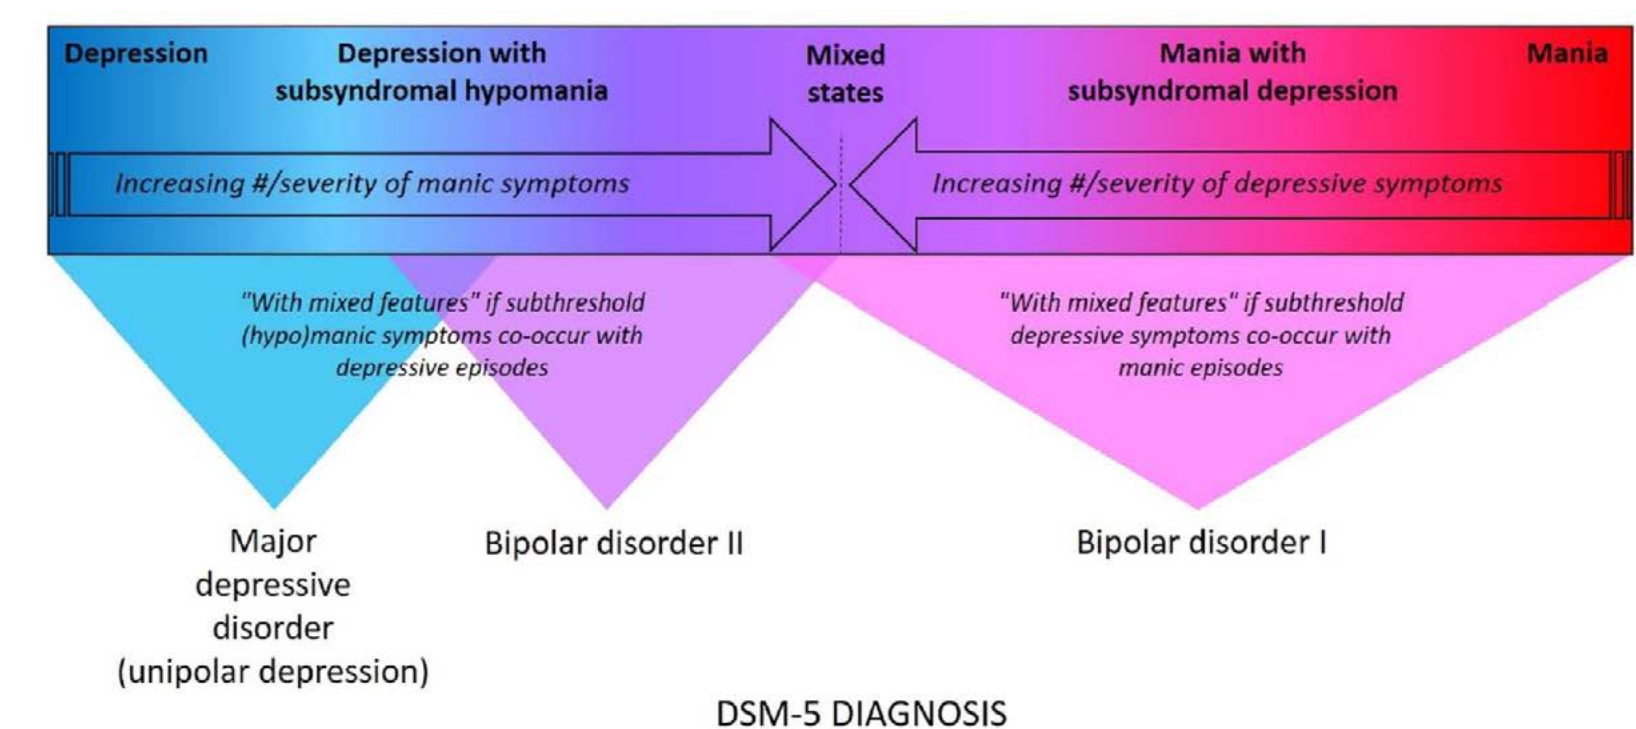 Depression
Depression with
subsyndromal hypomania
Mixed
states
Mania with
subsyndromal depression
Mania
Increasing #/severity of manic symptoms
Increasing #/severity of depressive symptoms
"With mixed features" if subthreshold
(hypo)manic symptoms co-occur with
depressive episodes
"With mixed features" if subthreshold
depressive symptoms co-occur with
manic episodes
Major
depressive
disorder
(unipolar depression)
Bipolar disorder II
Bipolar disorder I
DSM-5 DIAGNOSIS